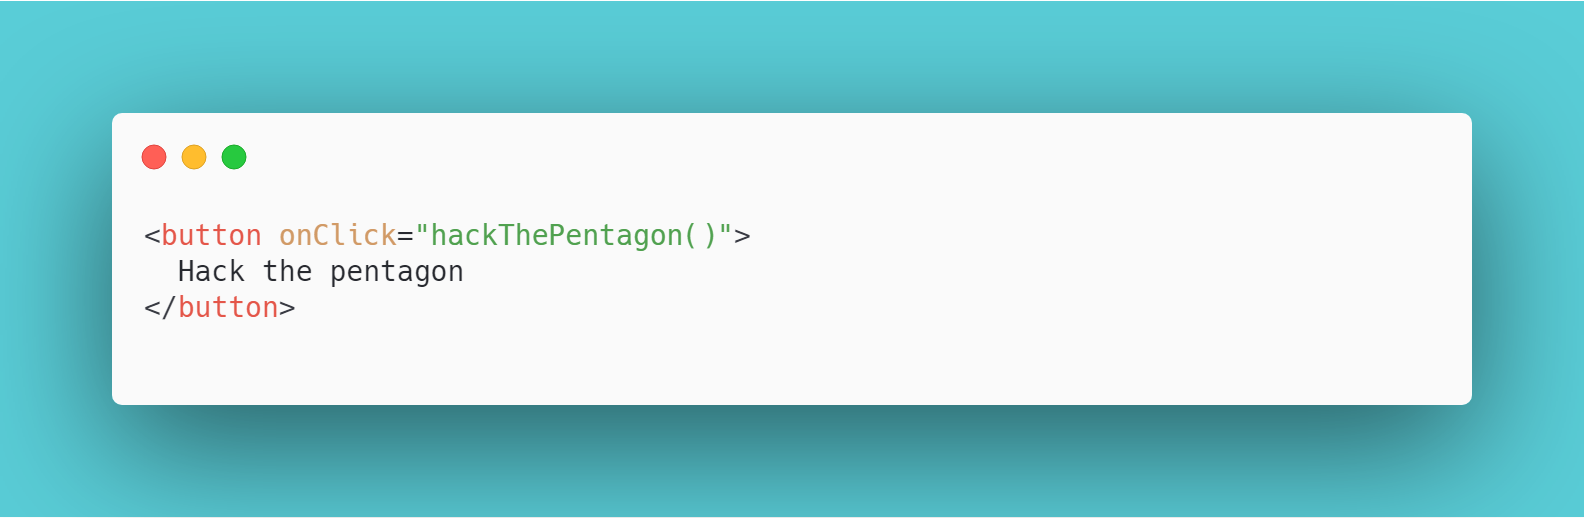 <button onClick="hackThePentagon()">
  Hack the pentagon
</button>